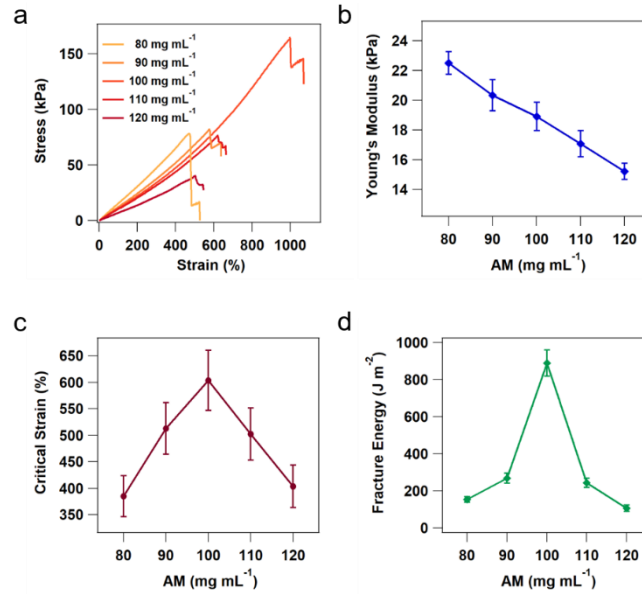 a
Stress (kPa)
150
100
50
0
80 mg mL⁻¹
90 mg mL⁻¹
100 mg mL⁻¹
110 mg mL⁻¹
120 mg mL⁻¹
0 200 400 600 800 1000
Strain (%)
b
Young's Modulus (kPa)
24
22
20
18
16
14
80 90 100 110 120
AM (mg mL⁻¹)
c
Critical Strain (%)
650
600
550
500
450
400
350
80 90 100 110 120
AM (mg mL⁻¹)
d
Fracture Energy (J m⁻²)
1000
800
600
400
200
0
80 90 100 110 120
AM (mg mL⁻¹)